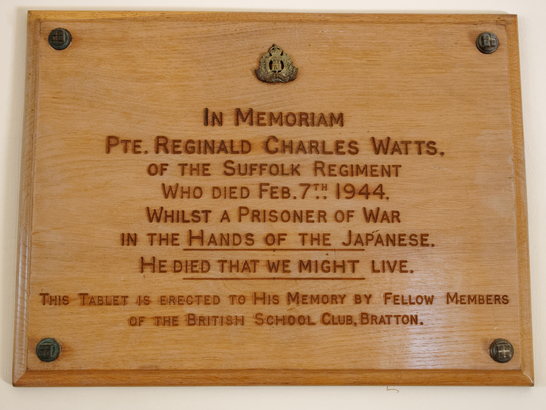 In Memoriam
Pte. Reginald Charles Watts.
of the Suffolk Regiment
Who died Feb. 7TH 1944.
Whilst a Prisoner of War
in the Hands of the Japanese.
He died that we might live.
This Tablet is erected to His Memory by Fellow Members
of the British School Club, Bratton.